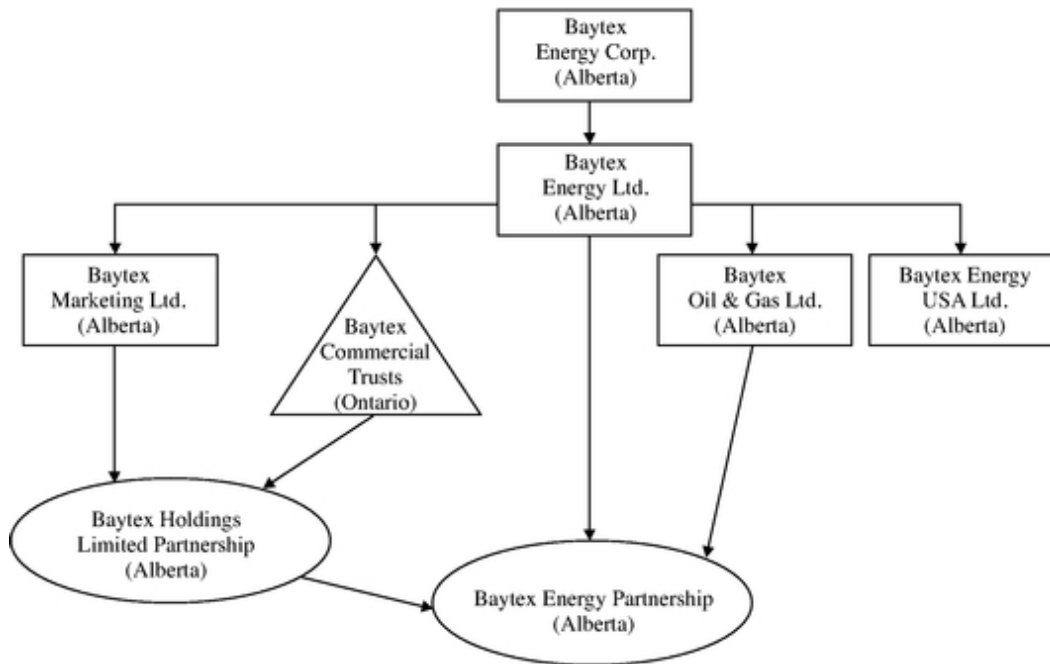 Baytex
Energy Corp.
(Alberta)
Baytex
Energy Ltd.
(Alberta)
Baytex
Marketing Ltd.
(Alberta)
Baytex
Commercial
Trusts
(Ontario)
Baytex
Oil & Gas Ltd.
(Alberta)
Baytex Energy
USA Ltd.
(Alberta)
Baytex Holdings
Limited Partnership
(Alberta)
Baytex Energy Partnership
(Alberta)